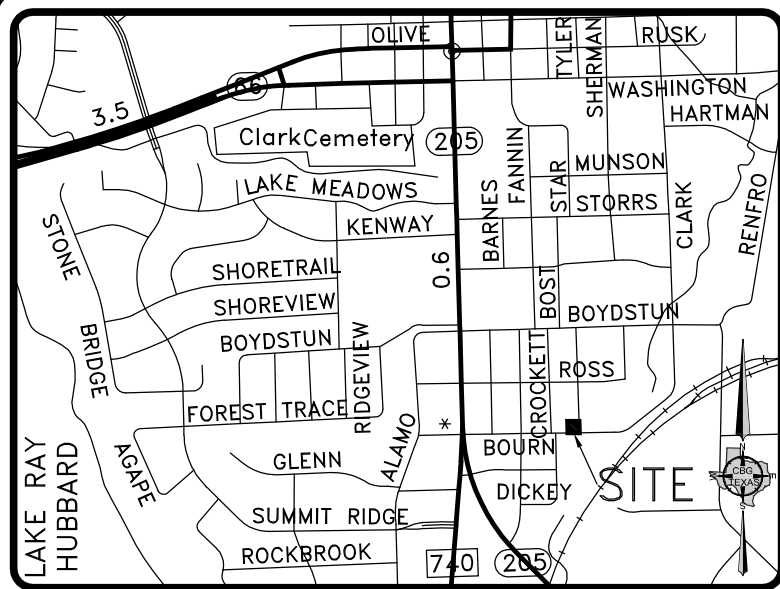 OLIVE
TYLER
SHERMAN
RUSK
66
3.5
WASHINGTON
HARTMAN
ClarkCemetery
205
FANNIN
MUNSON
LAKE MEADOWS
BARNES
STAR
STORRS
CLARK
RENFRO
KENWAY
STONE
SHORETRAIL
0.6
SHOREVIEW
BOST
BOYDSTUN
BOYDSTUN
BRIDGE
RIDGEVIEW
CROCKETT
ROSS
FOREST TRACE
ALAMO
*
BOURN
AGAPE
GLENN
DICKEY
SITE
N
CBG
TEXAS
E
S
LAKE RAY
HUBBARD
SUMMIT RIDGE
ROCKBROOK
740
205